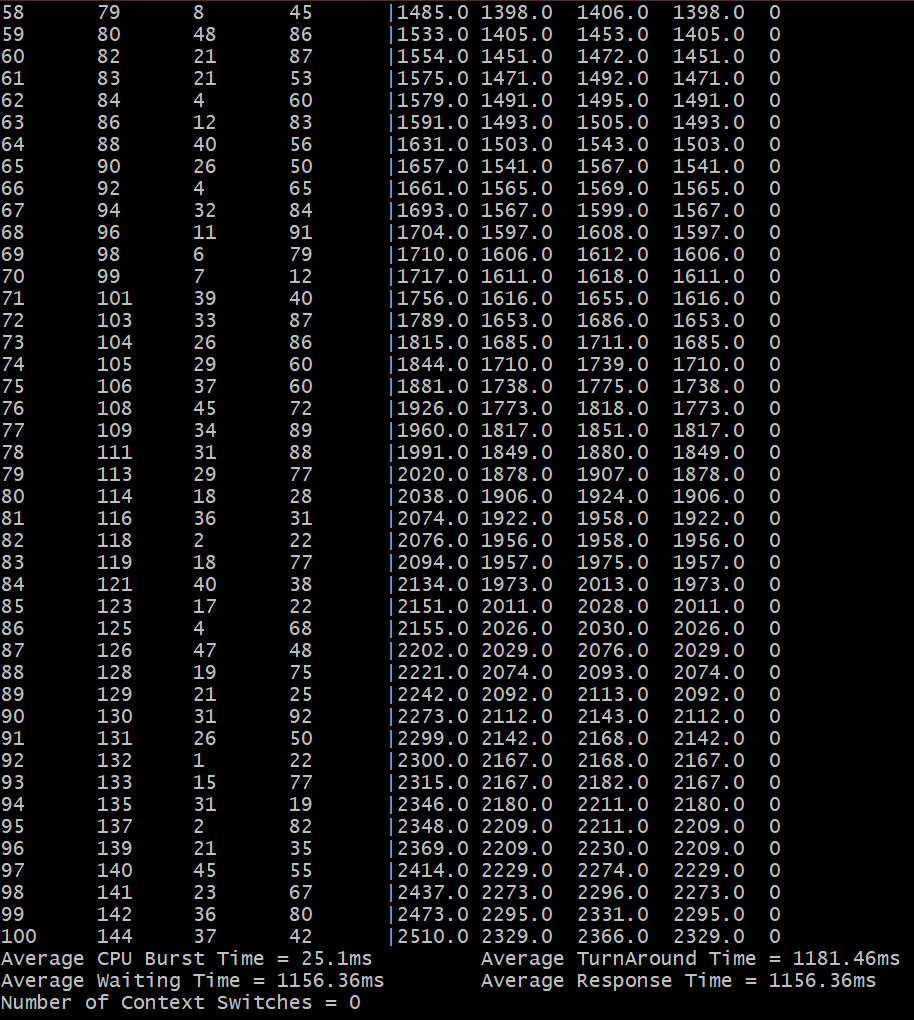 58 79 8 45 |1485.0 1398.0 1406.0 1398.0 0
59 80 48 86 |1533.0 1405.0 1453.0 1405.0 0
60 82 21 87 |1554.0 1451.0 1472.0 1451.0 0
61 83 21 53 |1575.0 1471.0 1492.0 1471.0 0
62 84 4 60 |1579.0 1491.0 1495.0 1491.0 0
63 86 12 83 |1591.0 1493.0 1505.0 1493.0 0
64 88 40 56 |1631.0 1503.0 1543.0 1503.0 0
65 90 26 50 |1657.0 1541.0 1567.0 1541.0 0
66 92 4 65 |1661.0 1565.0 1569.0 1565.0 0
67 94 32 84 |1693.0 1567.0 1599.0 1567.0 0
68 96 11 91 |1704.0 1597.0 1608.0 1597.0 0
69 98 6 79 |1710.0 1606.0 1612.0 1606.0 0
70 99 7 12 |1717.0 1611.0 1618.0 1611.0 0
71 101 39 40 |1756.0 1616.0 1655.0 1616.0 0
72 103 33 87 |1789.0 1653.0 1686.0 1653.0 0
73 104 26 86 |1815.0 1685.0 1711.0 1685.0 0
74 105 29 60 |1844.0 1710.0 1739.0 1710.0 0
75 106 37 60 |1881.0 1738.0 1775.0 1738.0 0
76 108 45 72 |1926.0 1773.0 1818.0 1773.0 0
77 109 34 89 |1960.0 1817.0 1851.0 1817.0 0
78 111 31 88 |1991.0 1849.0 1880.0 1849.0 0
79 113 29 77 |2020.0 1878.0 1907.0 1878.0 0
80 114 18 28 |2038.0 1906.0 1924.0 1906.0 0
81 116 36 31 |2074.0 1922.0 1958.0 1922.0 0
82 118 2 22 |2076.0 1956.0 1958.0 1956.0 0
83 119 18 77 |2094.0 1957.0 1975.0 1957.0 0
84 121 40 38 |2134.0 1973.0 2013.0 1973.0 0
85 123 17 22 |2151.0 2011.0 2028.0 2011.0 0
86 125 4 68 |2155.0 2026.0 2030.0 2026.0 0
87 126 47 48 |2202.0 2029.0 2076.0 2029.0 0
88 128 19 75 |2221.0 2074.0 2093.0 2074.0 0
89 129 21 25 |2242.0 2092.0 2113.0 2092.0 0
90 130 31 92 |2273.0 2112.0 2143.0 2112.0 0
91 131 26 50 |2299.0 2142.0 2168.0 2142.0 0
92 132 1 22 |2300.0 2167.0 2168.0 2167.0 0
93 133 15 77 |2315.0 2167.0 2182.0 2167.0 0
94 135 31 19 |2346.0 2180.0 2211.0 2180.0 0
95 137 2 82 |2348.0 2209.0 2211.0 2209.0 0
96 139 21 35 |2369.0 2209.0 2230.0 2209.0 0
97 140 45 55 |2414.0 2229.0 2274.0 2229.0 0
98 141 23 67 |2437.0 2273.0 2296.0 2273.0 0
99 142 36 80 |2473.0 2295.0 2331.0 2295.0 0
100 144 37 42 |2510.0 2329.0 2366.0 2329.0 0
Average CPU Burst Time = 25.1ms Average TurnAround Time = 1181.46ms
Average Waiting Time = 1156.36ms Average Response Time = 1156.36ms
Number of Context Switches = 0